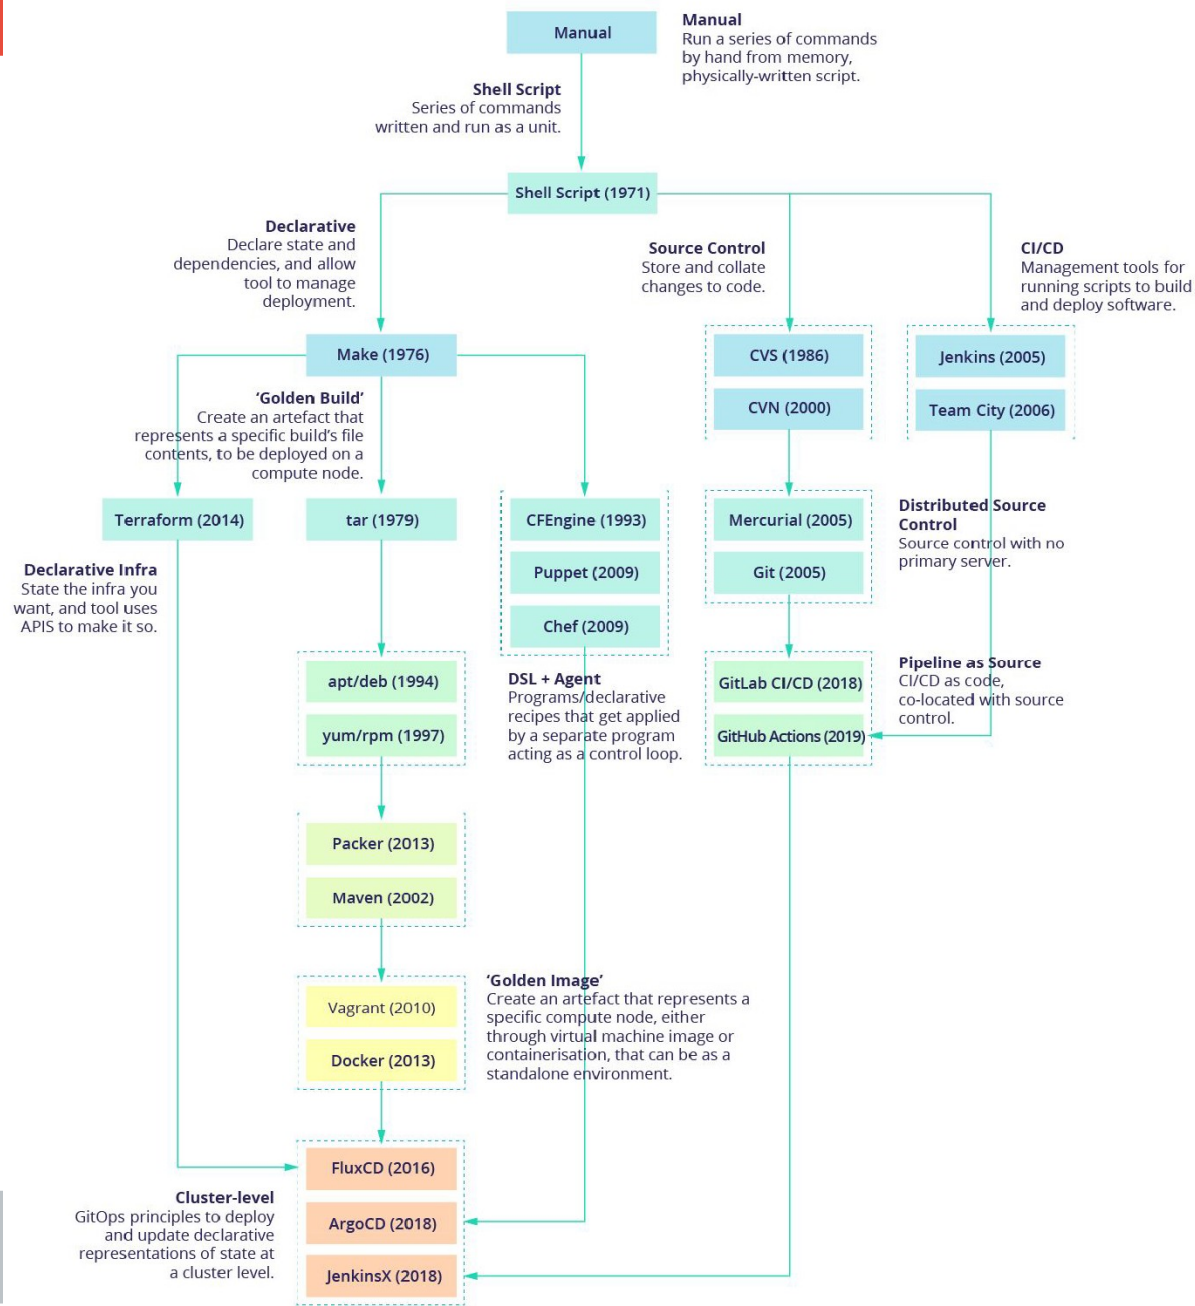 Manual
Manual
Run a series of commands
by hand from memory,
physically-written script.
Shell Script
Series of commands
written and run as a unit.
Shell Script (1971)
Declarative
Declare state and
dependencies, and allow
tool to manage
deployment.
Source Control
Store and collate
changes to code.
CI/CD
Management tools for
running scripts to build
and deploy software.
Make (1976)
CVS (1986)
CVN (2000)
Jenkins (2005)
Team City (2006)
‘Golden Build’
Create an artefact that
represents a specific build’s file
contents, to be deployed on a
compute node.
Terraform (2014)
tar (1979)
CFEngine (1993)
Puppet (2009)
Chef (2009)
Mercurial (2005)
Git (2005)
Distributed Source
Control
Source control with no
primary server.
Declarative Infra
State the infra you
want, and tool uses
APIS to make it so.
apt/deb (1994)
yum/rpm (1997)
DSL + Agent
Programs/declarative
recipes that get applied
by a separate program
acting as a control loop.
GitLab CI/CD (2018)
GitHub Actions (2019)
Pipeline as Source
CI/CD as code,
co-located with source
control.
Packer (2013)
Maven (2002)
Vagrant (2010)
Docker (2013)
‘Golden Image’
Create an artefact that represents a
specific compute node, either
through virtual machine image or
containerisation, that can be as a
standalone environment.
FluxCD (2016)
ArgoCD (2018)
JenkinsX (2018)
Cluster-level
GitOps principles to deploy
and update declarative
representations of state at
a cluster level.